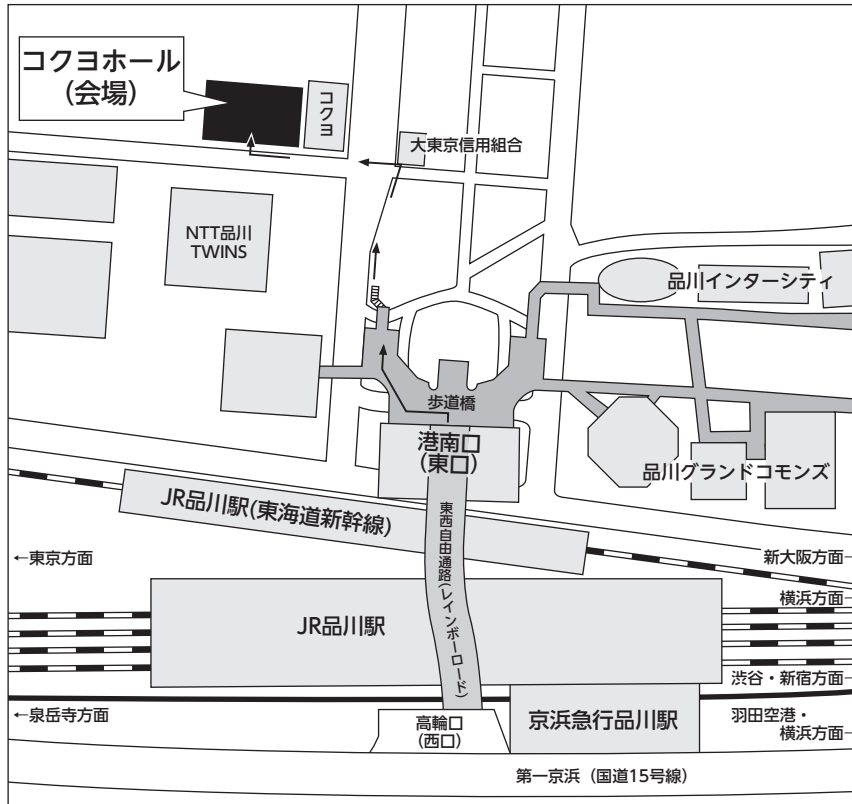 コクヨホール
（会場）
コクヨ
大東京信用組合
NTT品川
TWINS
品川インターシティ
歩道橋
港南口
（東口）
品川グランドコモンズ
JR品川駅(東海道新幹線)
東西自由通路(レインボーロード)
←東京方面
新大阪方面→
横浜方面→
JR品川駅
渋谷・新宿方面→
←泉岳寺方面
高輪口
（西口）
京浜急行品川駅
羽田空港・
横浜方面→
第一京浜（国道15号線）